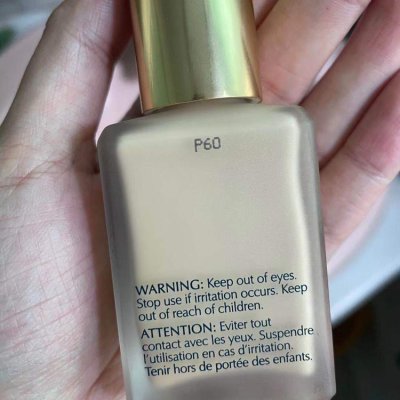 P60
WARNING: Keep out of eyes.
Stop use if irritation occurs. Keep
out of reach of children.
ATTENTION: Eviter tout
contact avec les yeux. Suspendre
l'utilisation en cas d'irritation.
Tenir hors de portée des enfants.